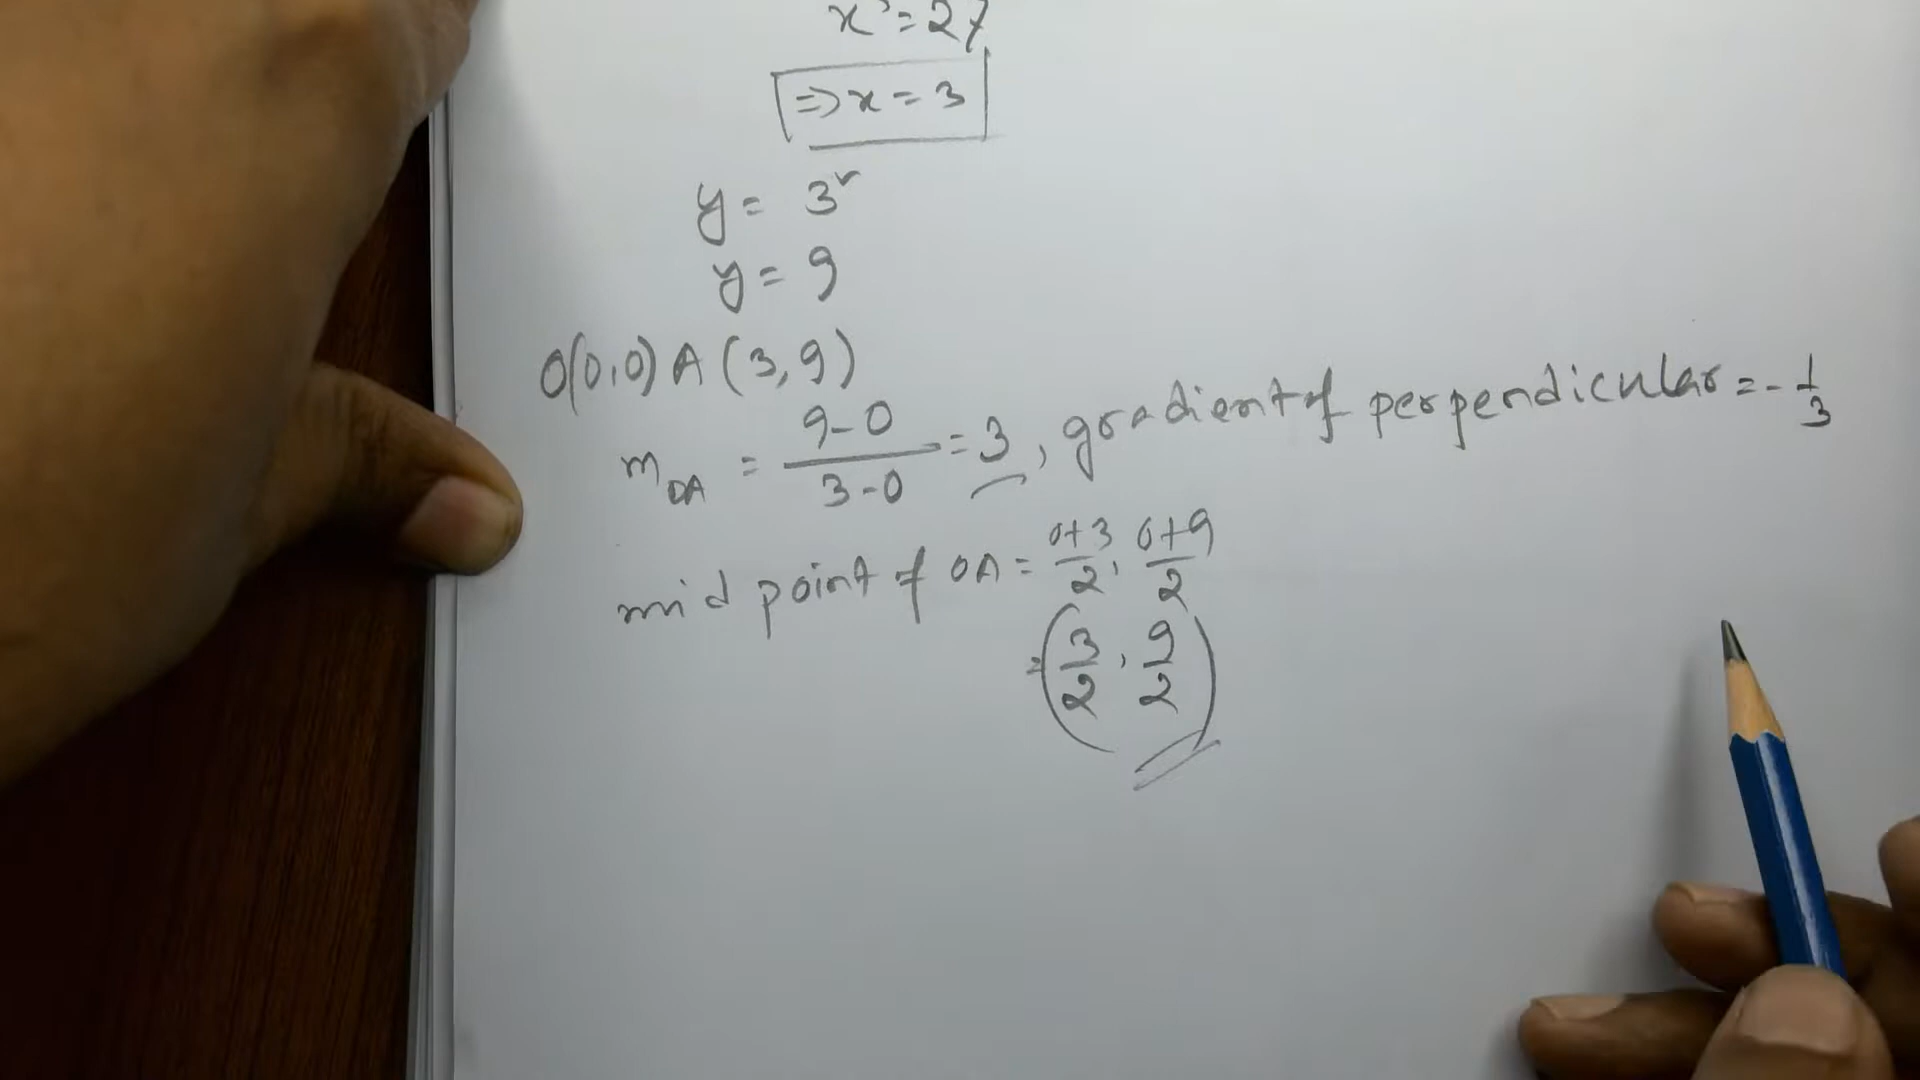 x³ = 27
⇒ x = 3
y = 3²
y = 9
O(0,0) A (3,9)
m_OA = (9-0)/(3-0) = 3, gradient of perpendicular = -1/3
mid point of OA = 0+3/2, 0+9/2
= (3/2, 9/2)